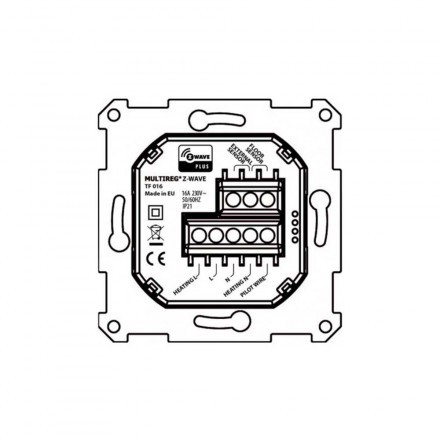 Z-WAVE
PLUS
EXTERNAL
SENSOR
FLOOR
SENSOR
MULTIREG® Z-WAVE
TF 016
Made in EU
16A 230V~
50/60HZ
IP21
CE
HEATING L
L
N
HEATING N
PILOT WIRE